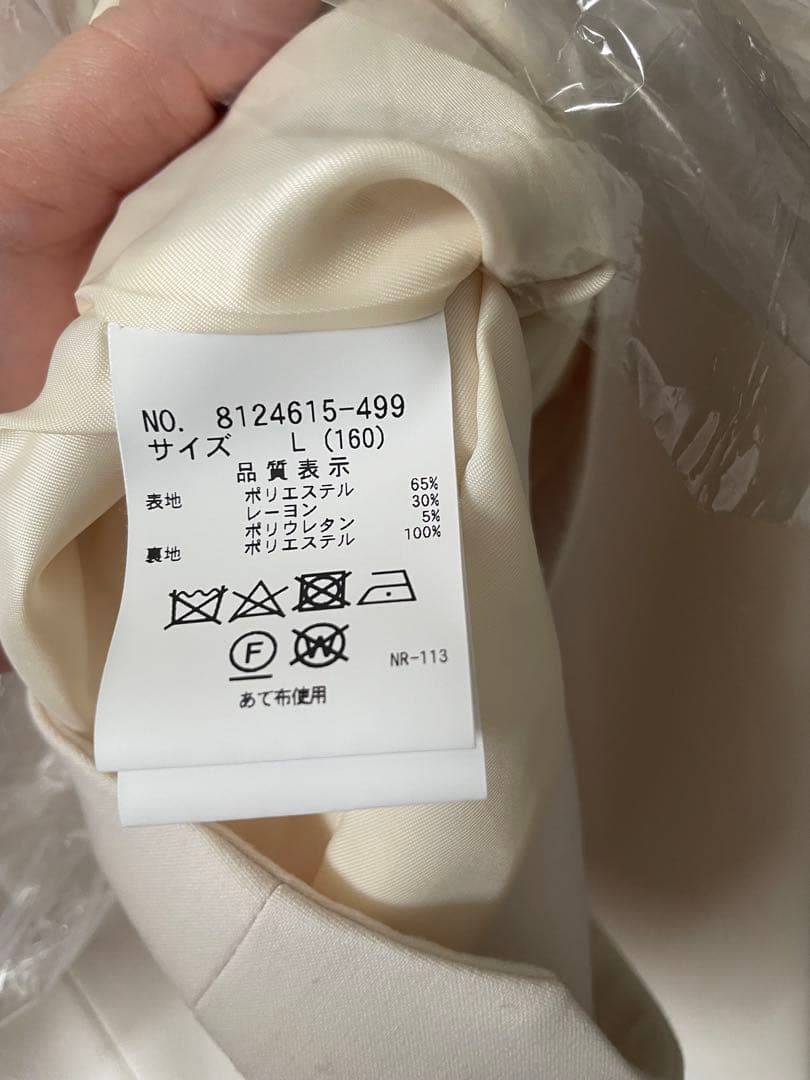 NO. 8124615-499
サイズ L (160)
品質表示
表地 ポリエステル 65%
レーヨン 30%
ポリウレタン 5%
裏地 ポリエステル 100%
F W
NR-113
あて布使用